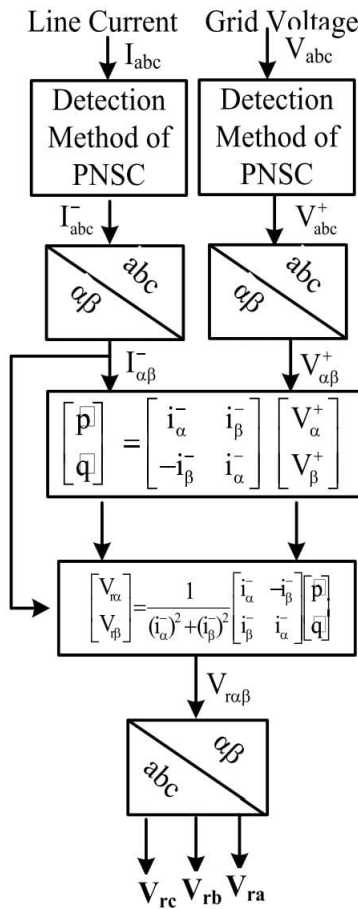 Line Current Grid Voltage
I_abc V_abc
Detection Method of PNSC
Detection Method of PNSC
I⁻_abc V⁺_abc
abc abc
αβ αβ
I⁻_αβ V⁺_αβ
[p q] = [i⁻_α i⁻_β; -i⁻_β i⁻_α] [V⁺_α V⁺_β]
[V_rα V_rβ] = 1/((i⁻_α)² + (i⁻_β)²) [i⁻_α -i⁻_β; i⁻_β i⁻_α] [p q]
V_rαβ
αβ
abc
V_rc V_rb V_ra